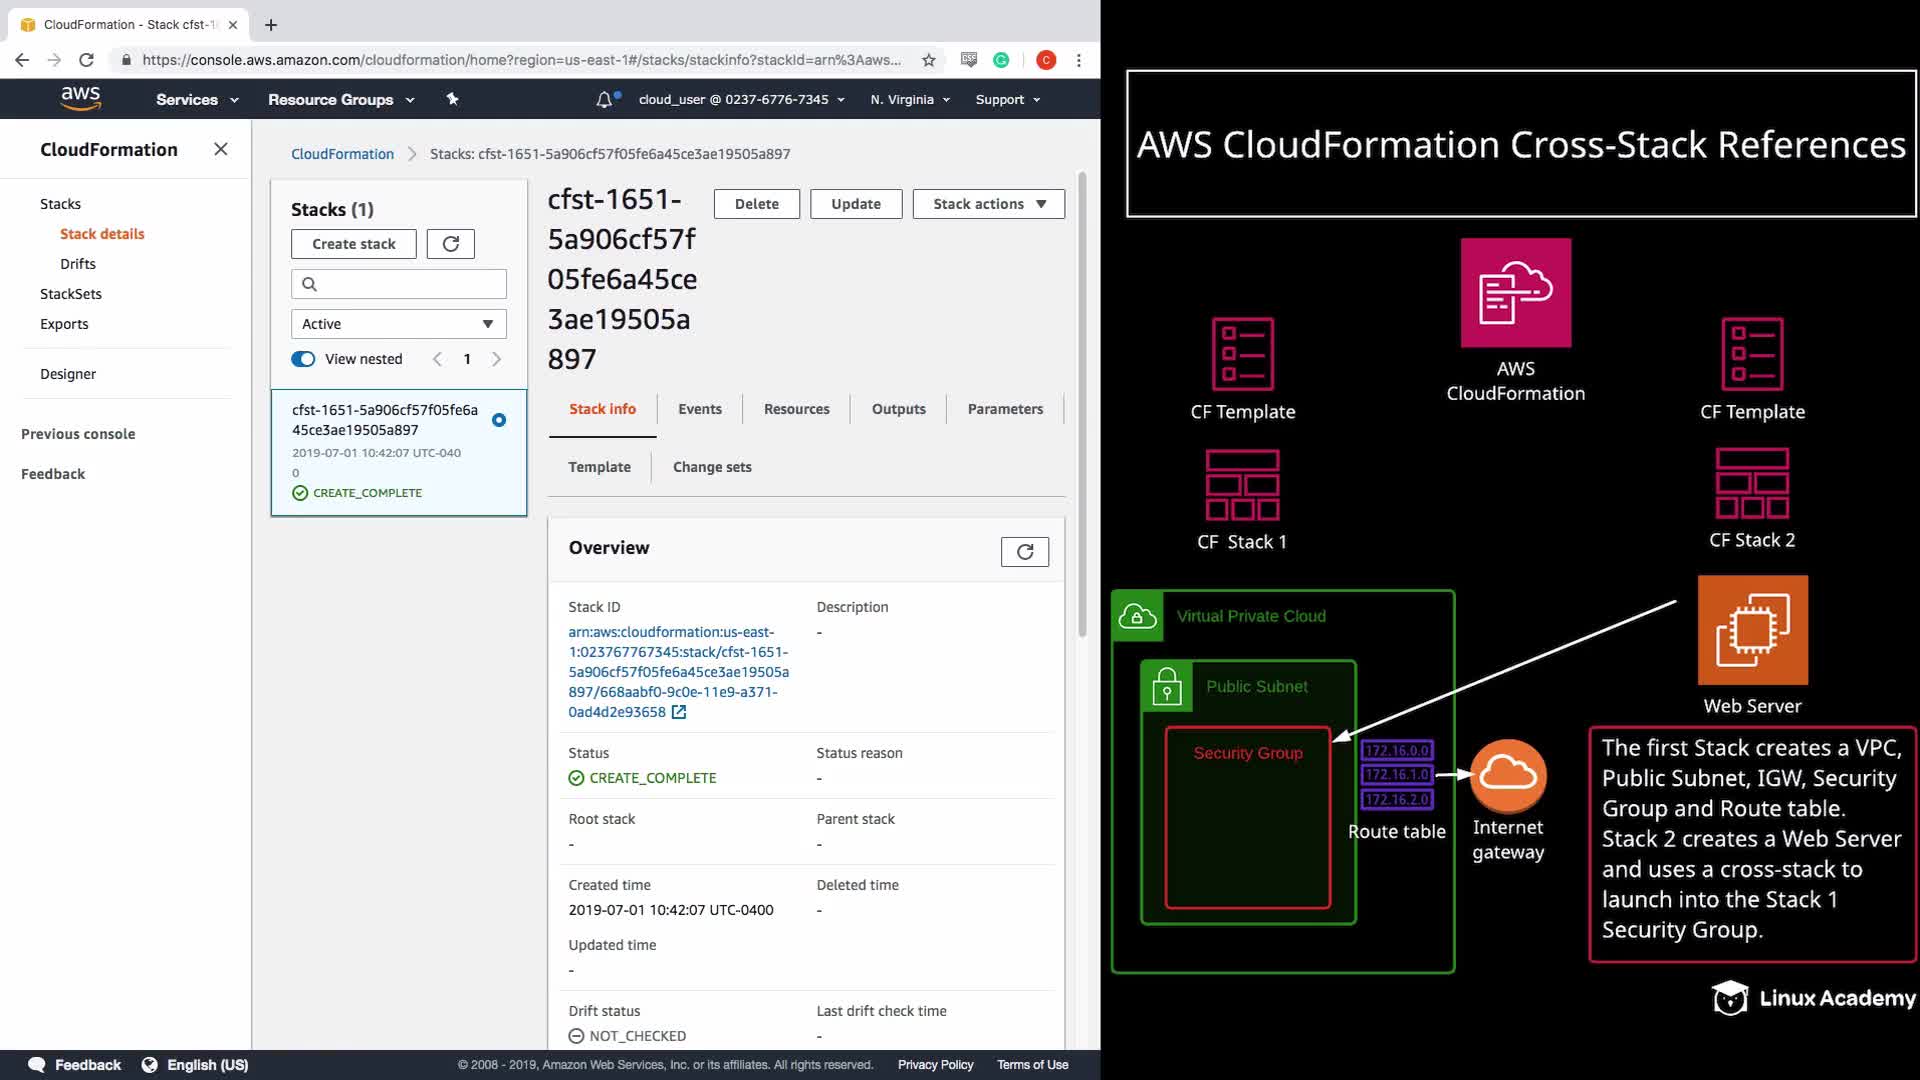 CloudFormation - Stack cfst-1
https://console.aws.amazon.com/cloudformation/home?region=us-east-1#/stacks/stackinfo?stackId=arn%3Aaws...
C
aws
Services
Resource Groups
cloud_user @ 0237-6776-7345
N. Virginia
Support
CloudFormation
Stacks
Stack details
Drifts
StackSets
Exports
Designer
Previous console
Feedback
CloudFormation
Stacks: cfst-1651-5a906cf57f05fe6a45ce3ae19505a897
Stacks (1)
Create stack
Active
View nested
1
cfst-1651-5a906cf57f05fe6a
45ce3ae19505a897
2019-07-01 10:42:07 UTC-040
0
CREATE_COMPLETE
cfst-1651-
5a906cf57f
05fe6a45ce
3ae19505a
897
Delete
Update
Stack actions
Stack info
Events
Resources
Outputs
Parameters
Template
Change sets
Overview
Stack ID
arn:aws:cloudformation:us-east-
1:023767767345:stack/cfst-1651-
5a906cf57f05fe6a45ce3ae19505a
897/668aabf0-9c0e-11e9-a371-
0ad4d2e93658
Description
-
Status
CREATE_COMPLETE
Status reason
-
Root stack
-
Parent stack
-
Created time
2019-07-01 10:42:07 UTC-0400
Deleted time
-
Updated time
-
Drift status
NOT_CHECKED
Last drift check time
-
Feedback
English (US)
© 2008 - 2019, Amazon Web Services, Inc. or its affiliates. All rights reserved.
Privacy Policy
Terms of Use
AWS CloudFormation Cross-Stack References
AWS
CloudFormation
CF Template
CF Template
CF Stack 1
CF Stack 2
Web Server
Virtual Private Cloud
Public Subnet
Security Group
172.16.0.0
172.16.1.0
172.16.2.0
Route table
Internet
gateway
The first Stack creates a VPC,
Public Subnet, IGW, Security
Group and Route table.
Stack 2 creates a Web Server
and uses a cross-stack to
launch into the Stack 1
Security Group.
Linux Academy